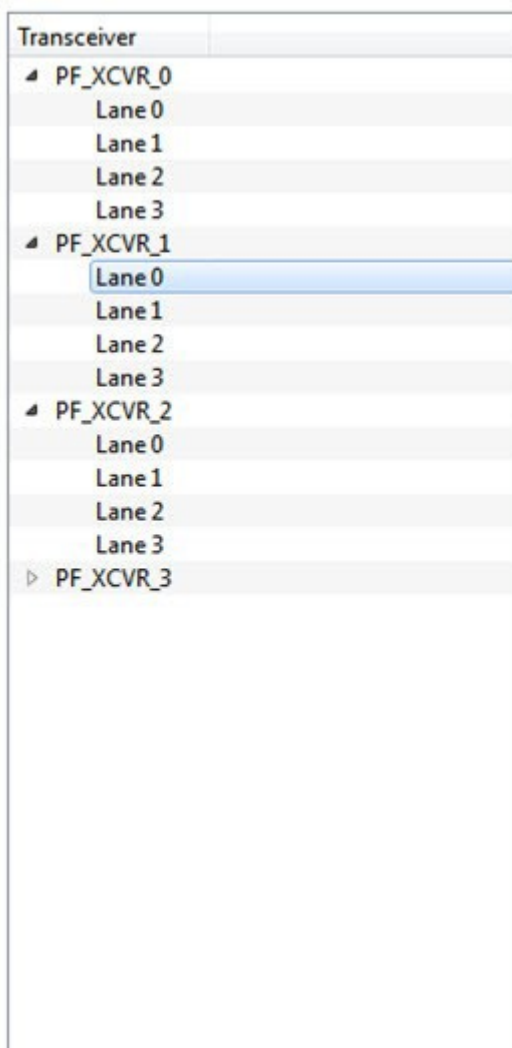 Transceiver
PF_XCVR_0
Lane 0
Lane 1
Lane 2
Lane 3
PF_XCVR_1
Lane 0
Lane 1
Lane 2
Lane 3
PF_XCVR_2
Lane 0
Lane 1
Lane 2
Lane 3
PF_XCVR_3